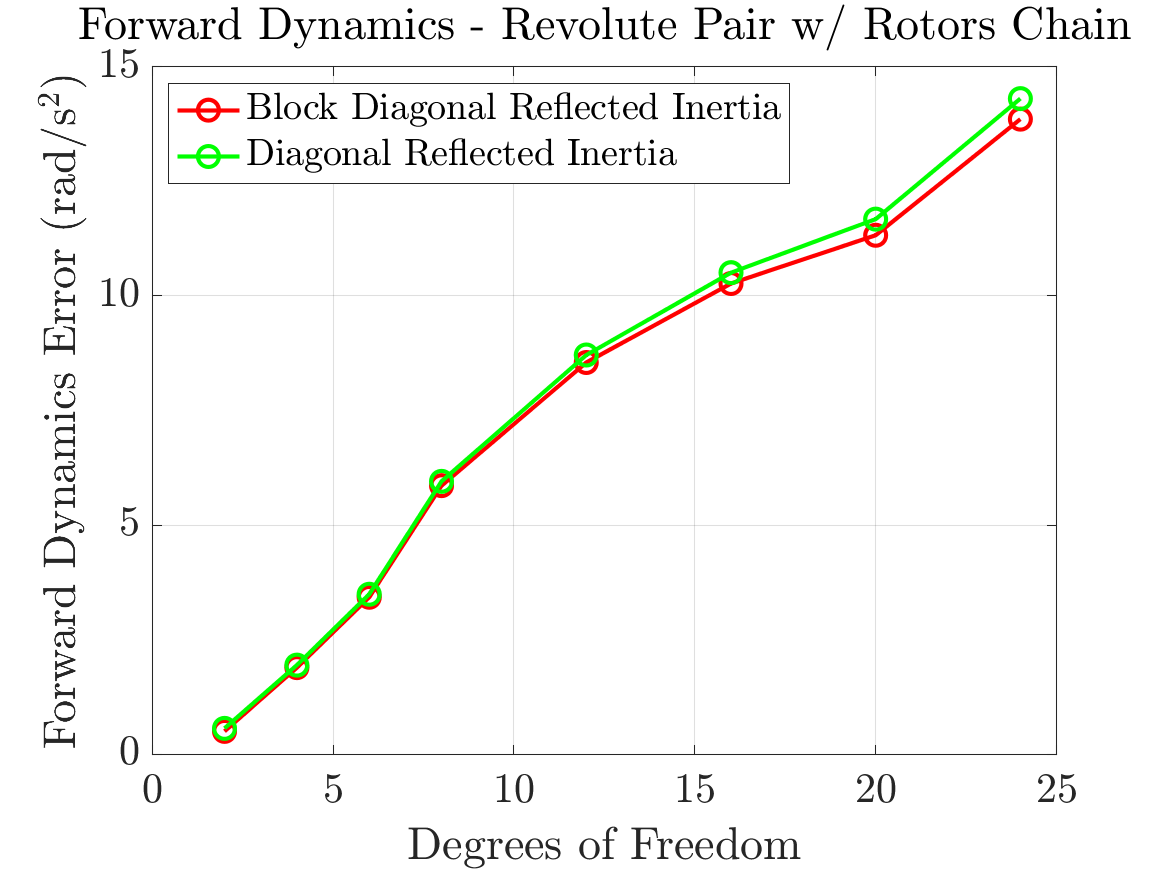 Forward Dynamics - Revolute Pair w/ Rotors Chain
Forward Dynamics Error (rad/s²)
15
10
5
0
Block Diagonal Reflected Inertia
Diagonal Reflected Inertia
0 5 10 15 20 25
Degrees of Freedom